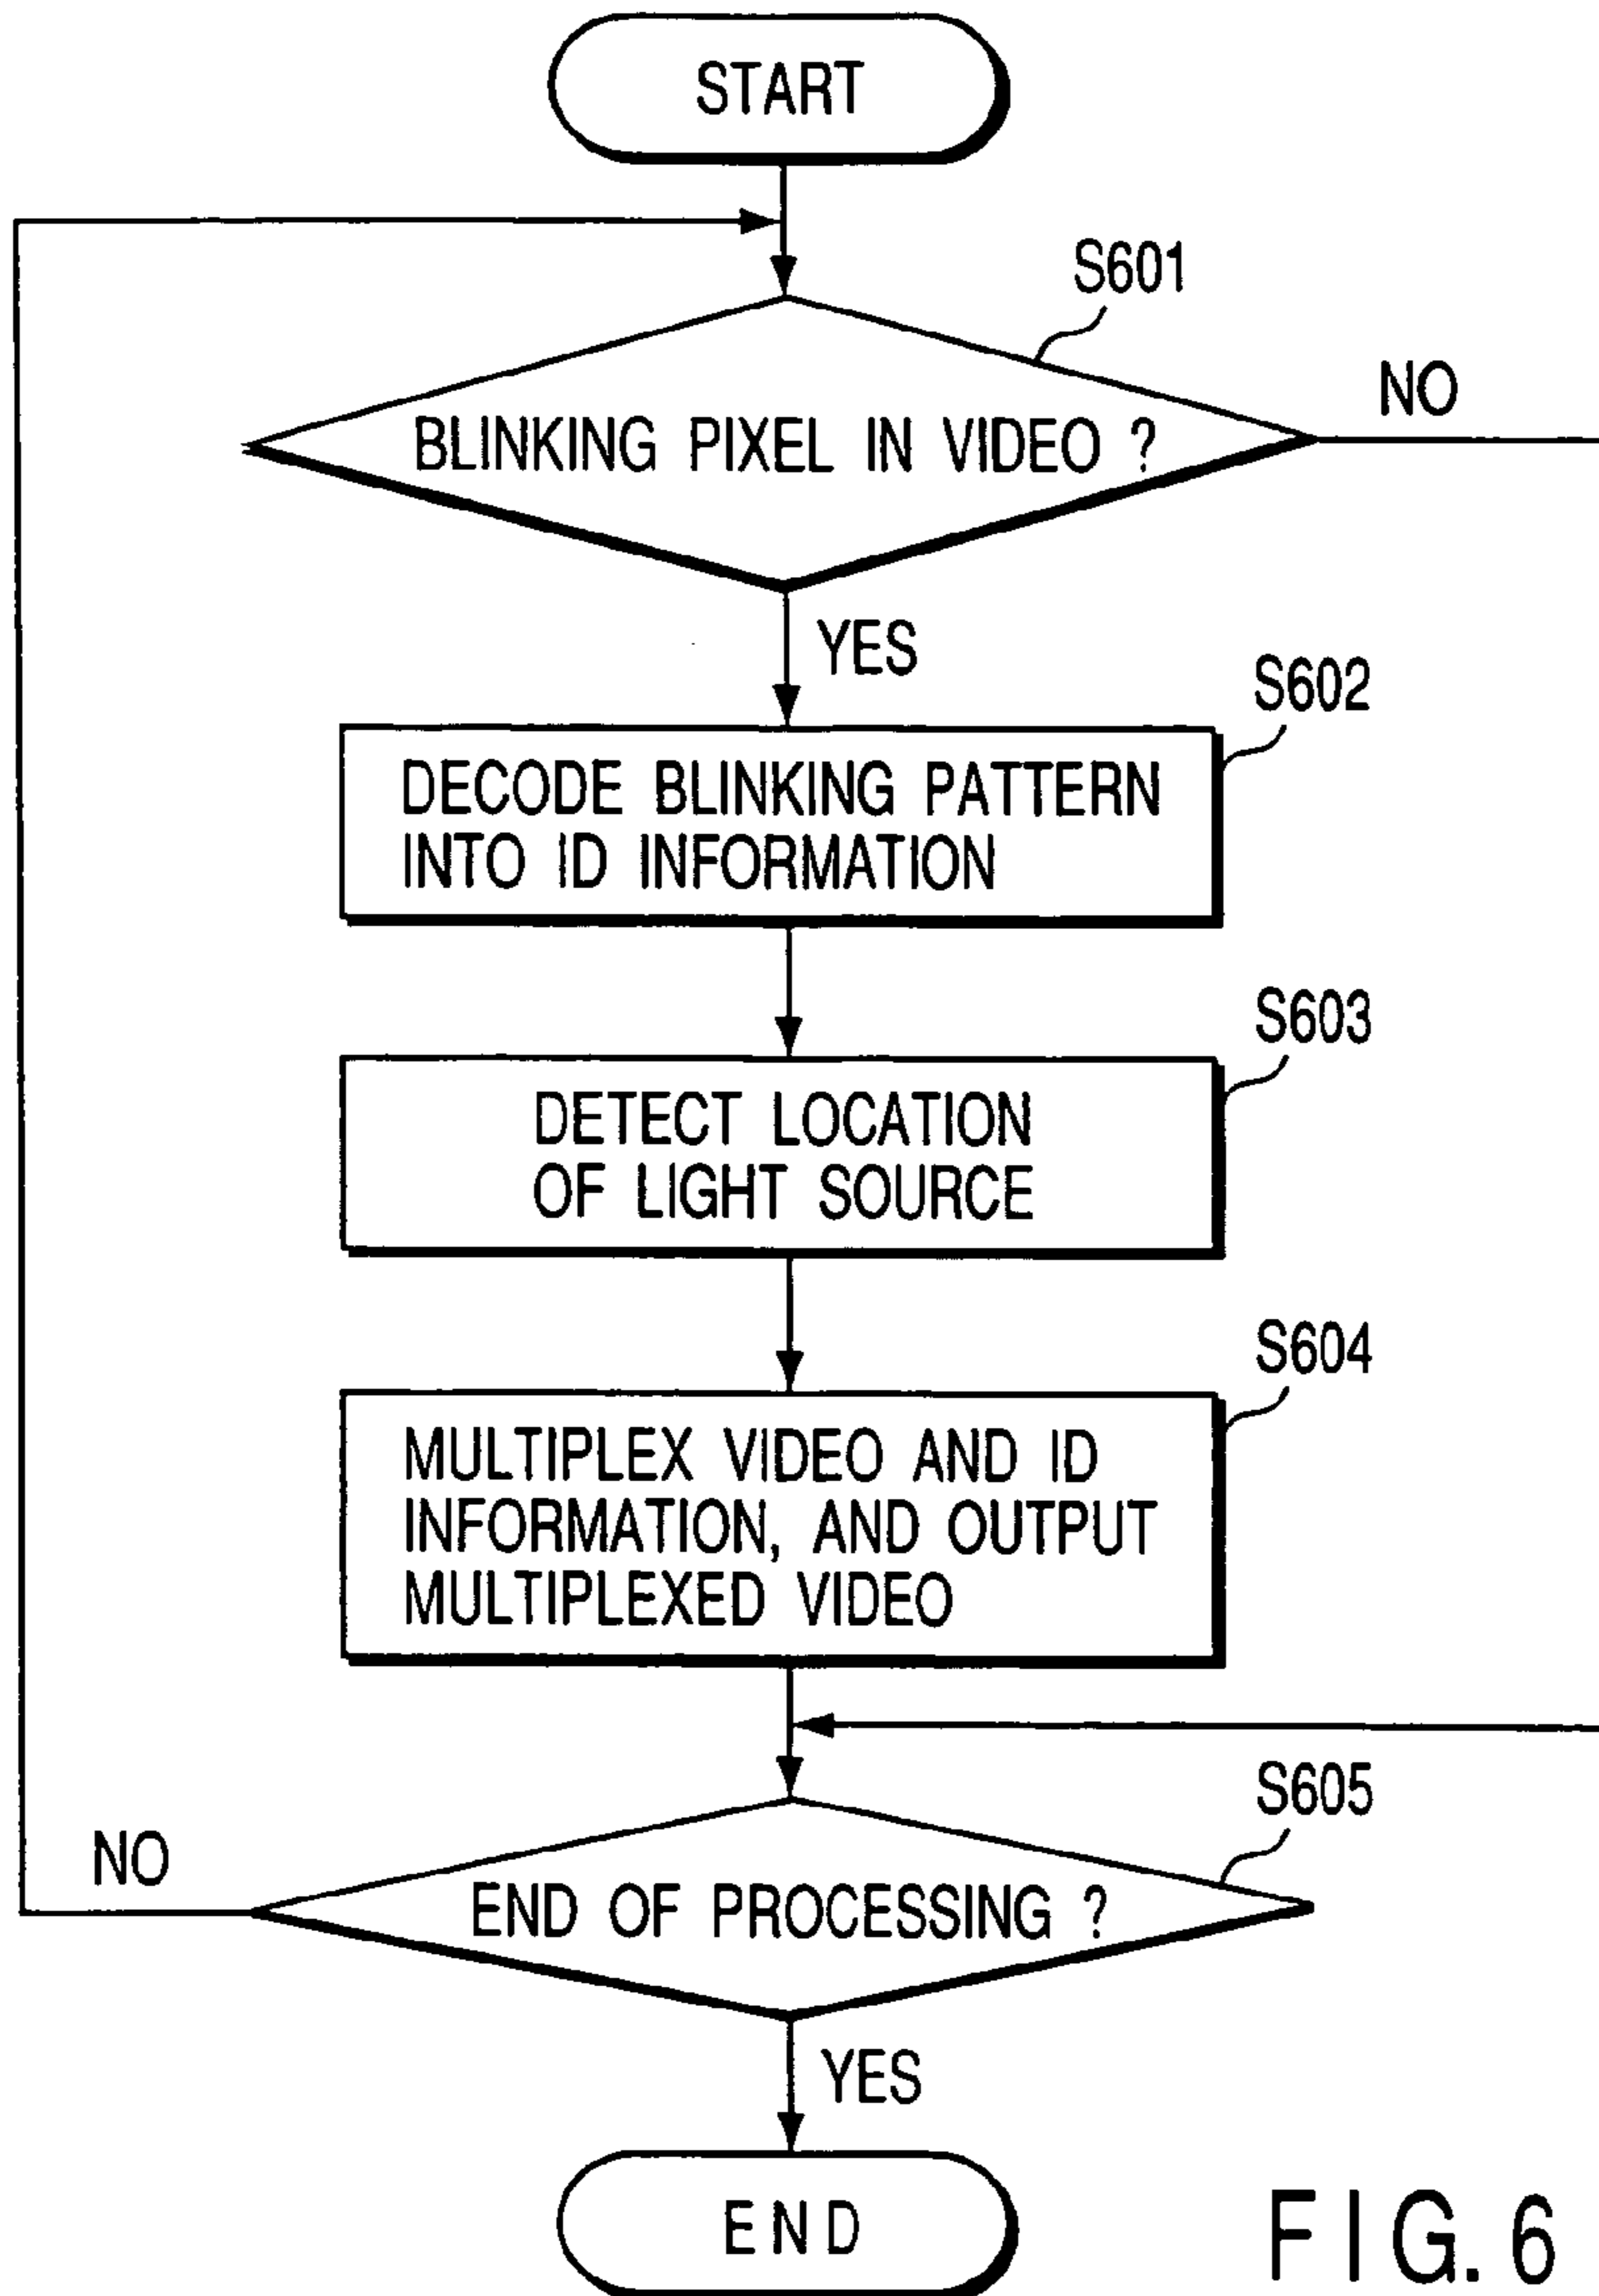 START
S601
BLINKING PIXEL IN VIDEO ?
NO
YES
S602
DECODE BLINKING PATTERN
INTO ID INFORMATION
S603
DETECT LOCATION
OF LIGHT SOURCE
S604
MULTIPLEX VIDEO AND ID
INFORMATION, AND OUTPUT
MULTIPLEXED VIDEO
S605
NO
END OF PROCESSING ?
YES
END
FIG. 6